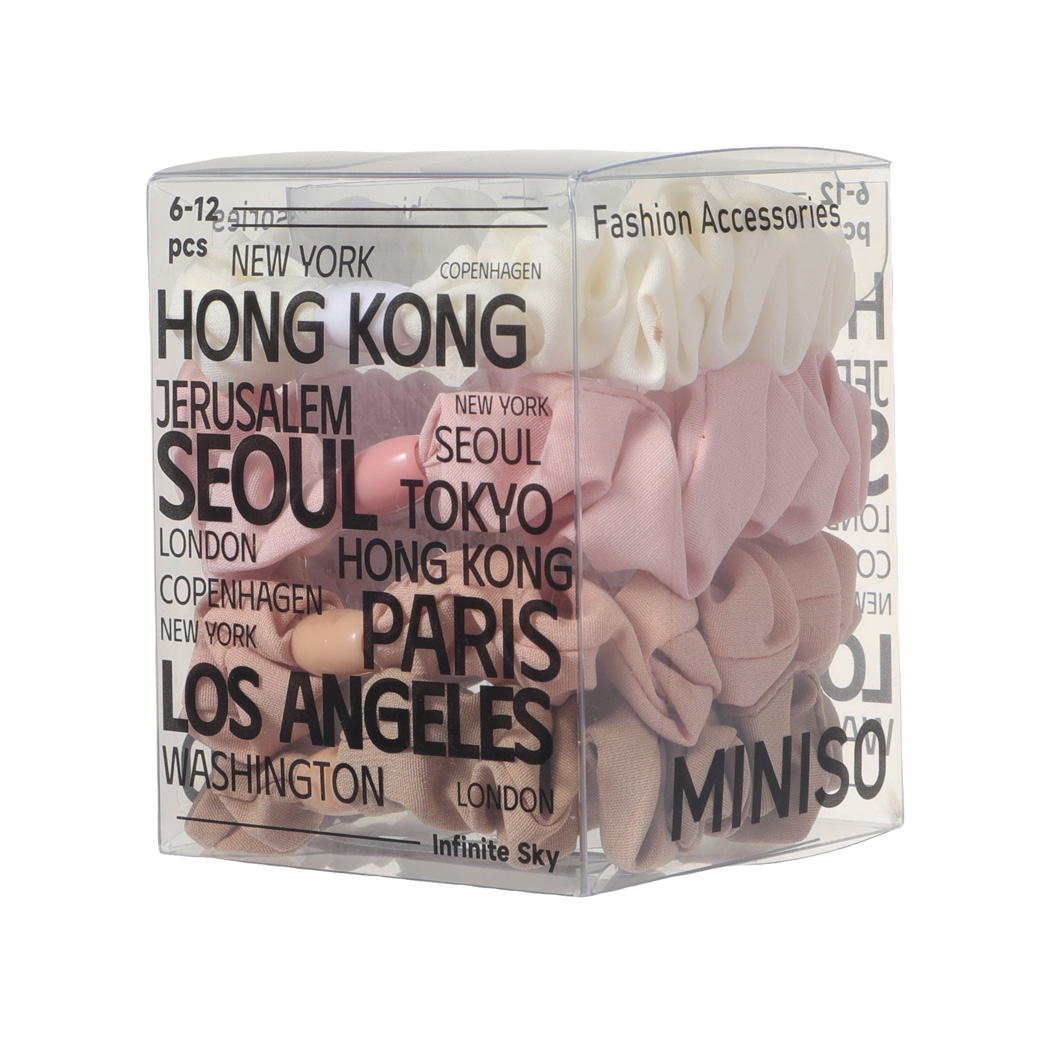 6-12
pcs
NEW YORK
COPENHAGEN
HONG KONG
JERUSALEM
NEW YORK
SEOUL
SEOUL
TOKYO
LONDON
HONG KONG
COPENHAGEN
NEW YORK
PARIS
LOS ANGELES
WASHINGTON
LONDON
Infinite Sky
Fashion Accessories
MINISO